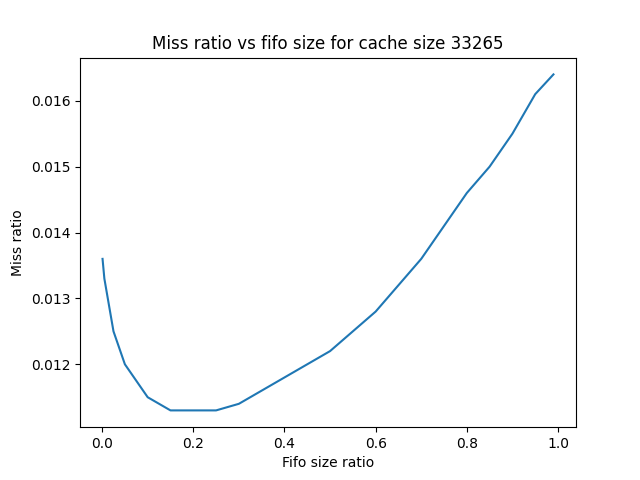 Miss ratio vs fifo size for cache size 33265
0.016
0.015
0.014
0.013
0.012
Miss ratio
0.0 0.2 0.4 0.6 0.8 1.0
Fifo size ratio